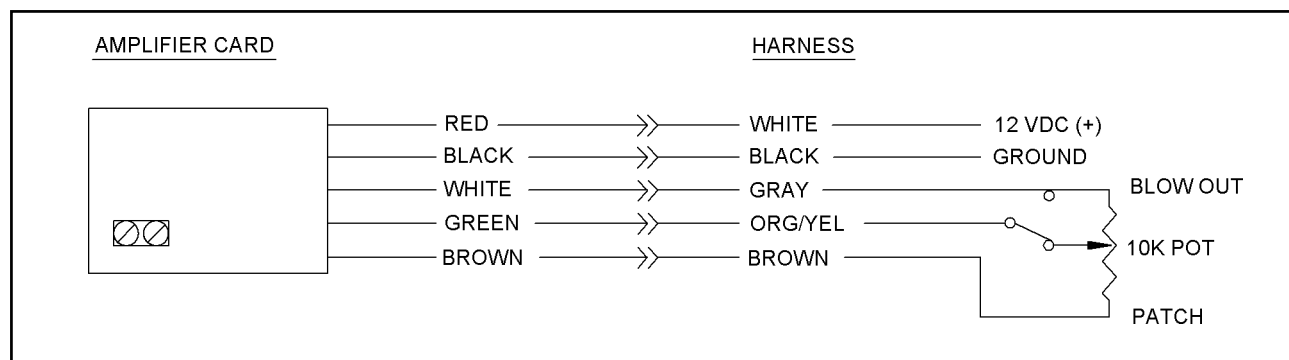 AMPLIFIER CARD HARNESS
RED WHITE 12 VDC (+)
BLACK BLACK GROUND
WHITE GRAY BLOW OUT
GREEN ORG/YEL
10K POT
BROWN BROWN
PATCH